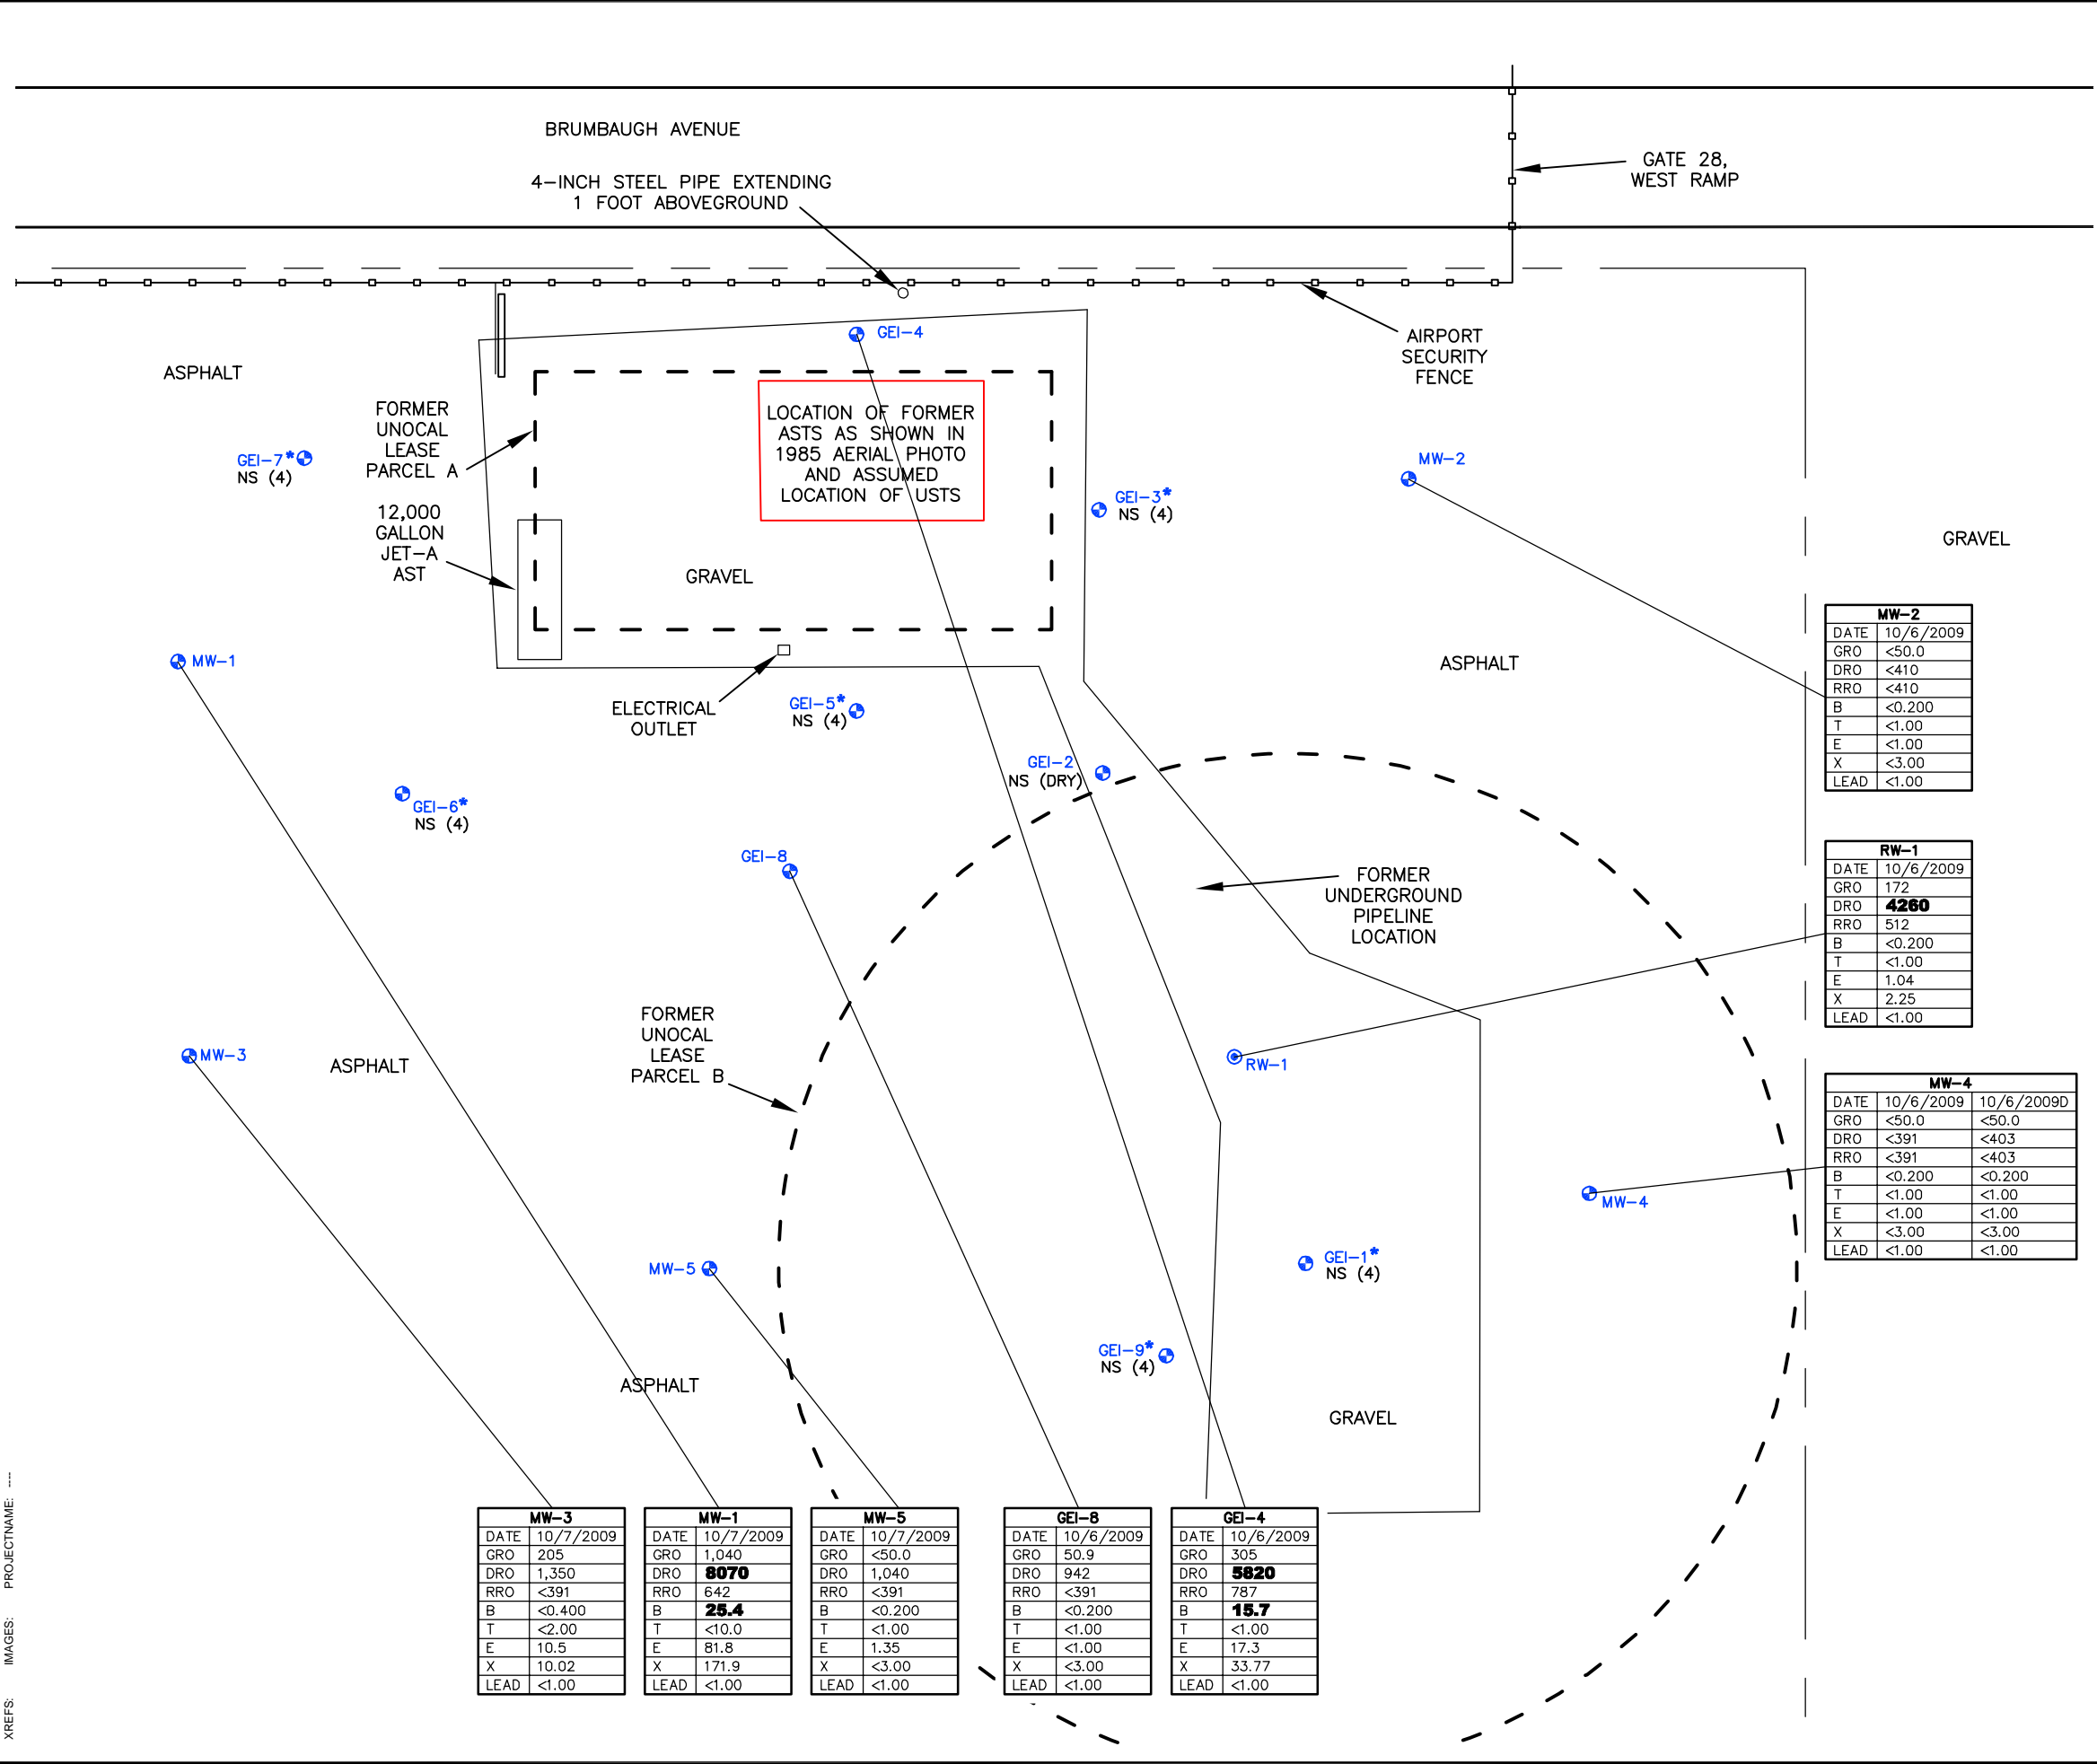 BRUMBAUGH AVENUE
4-INCH STEEL PIPE EXTENDING
1 FOOT ABOVEGROUND
GATE 28,
WEST RAMP
GEI-4
AIRPORT
SECURITY
FENCE
ASPHALT
FORMER
UNOCAL
LEASE
PARCEL A
LOCATION OF FORMER
ASTS AS SHOWN IN
1985 AERIAL PHOTO
AND ASSUMED
LOCATION OF USTS
GEI-7*
NS (4)
MW-2
GEI-3*
NS (4)
12,000
GALLON
JET-A
AST
GRAVEL
GRAVEL
MW-1
ASPHALT
ELECTRICAL
OUTLET
GEI-5*
NS (4)
GEI-2
NS (DRY)
GEI-6*
NS (4)
GEI-8
FORMER
UNDERGROUND
PIPELINE
LOCATION
FORMER
UNOCAL
LEASE
PARCEL B
MW-3
ASPHALT
RW-1
MW-4
MW-5
GEI-1*
NS (4)
GEI-9*
NS (4)
ASPHALT
GRAVEL
MW-2
DATE 10/6/2009
GRO <50.0
DRO <410
RRO <410
B <0.200
T <1.00
E <1.00
X <3.00
LEAD <1.00
RW-1
DATE 10/6/2009
GRO 172
DRO 4260
RRO 512
B <0.200
T <1.00
E 1.04
X 2.25
LEAD <1.00
MW-4
DATE 10/6/2009 10/6/2009D
GRO <50.0 <50.0
DRO <391 <403
RRO <391 <403
B <0.200 <0.200
T <1.00 <1.00
E <1.00 <1.00
X <3.00 <3.00
LEAD <1.00 <1.00
MW-3
DATE 10/7/2009
GRO 205
DRO 1,350
RRO <391
B <0.400
T <2.00
E 10.5
X 10.02
LEAD <1.00
MW-1
DATE 10/7/2009
GRO 1,040
DRO 8070
RRO 642
B 25.4
T <10.0
E 81.8
X 171.9
LEAD <1.00
MW-5
DATE 10/7/2009
GRO <50.0
DRO 1,040
RRO <391
B <0.200
T <1.00
E 1.35
X <3.00
LEAD <1.00
GEI-8
DATE 10/6/2009
GRO 50.9
DRO 942
RRO <391
B <0.200
T <1.00
E <1.00
X <3.00
LEAD <1.00
GEI-4
DATE 10/6/2009
GRO 305
DRO 5820
RRO 787
B 15.7
T <1.00
E 17.3
X 33.77
LEAD <1.00
XREFS: IMAGES: PROJECTNAME: ----